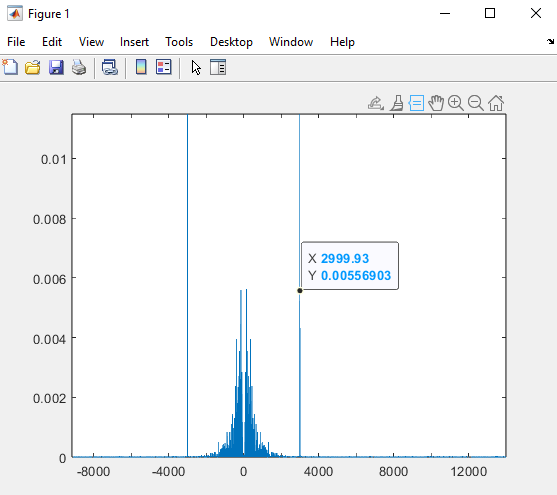 Figure 1
File Edit View Insert Tools Desktop Window Help
0.01
0.008
0.006
0.004
0.002
0
X 2999.93
Y 0.00556903
-8000 -4000 0 4000 8000 12000